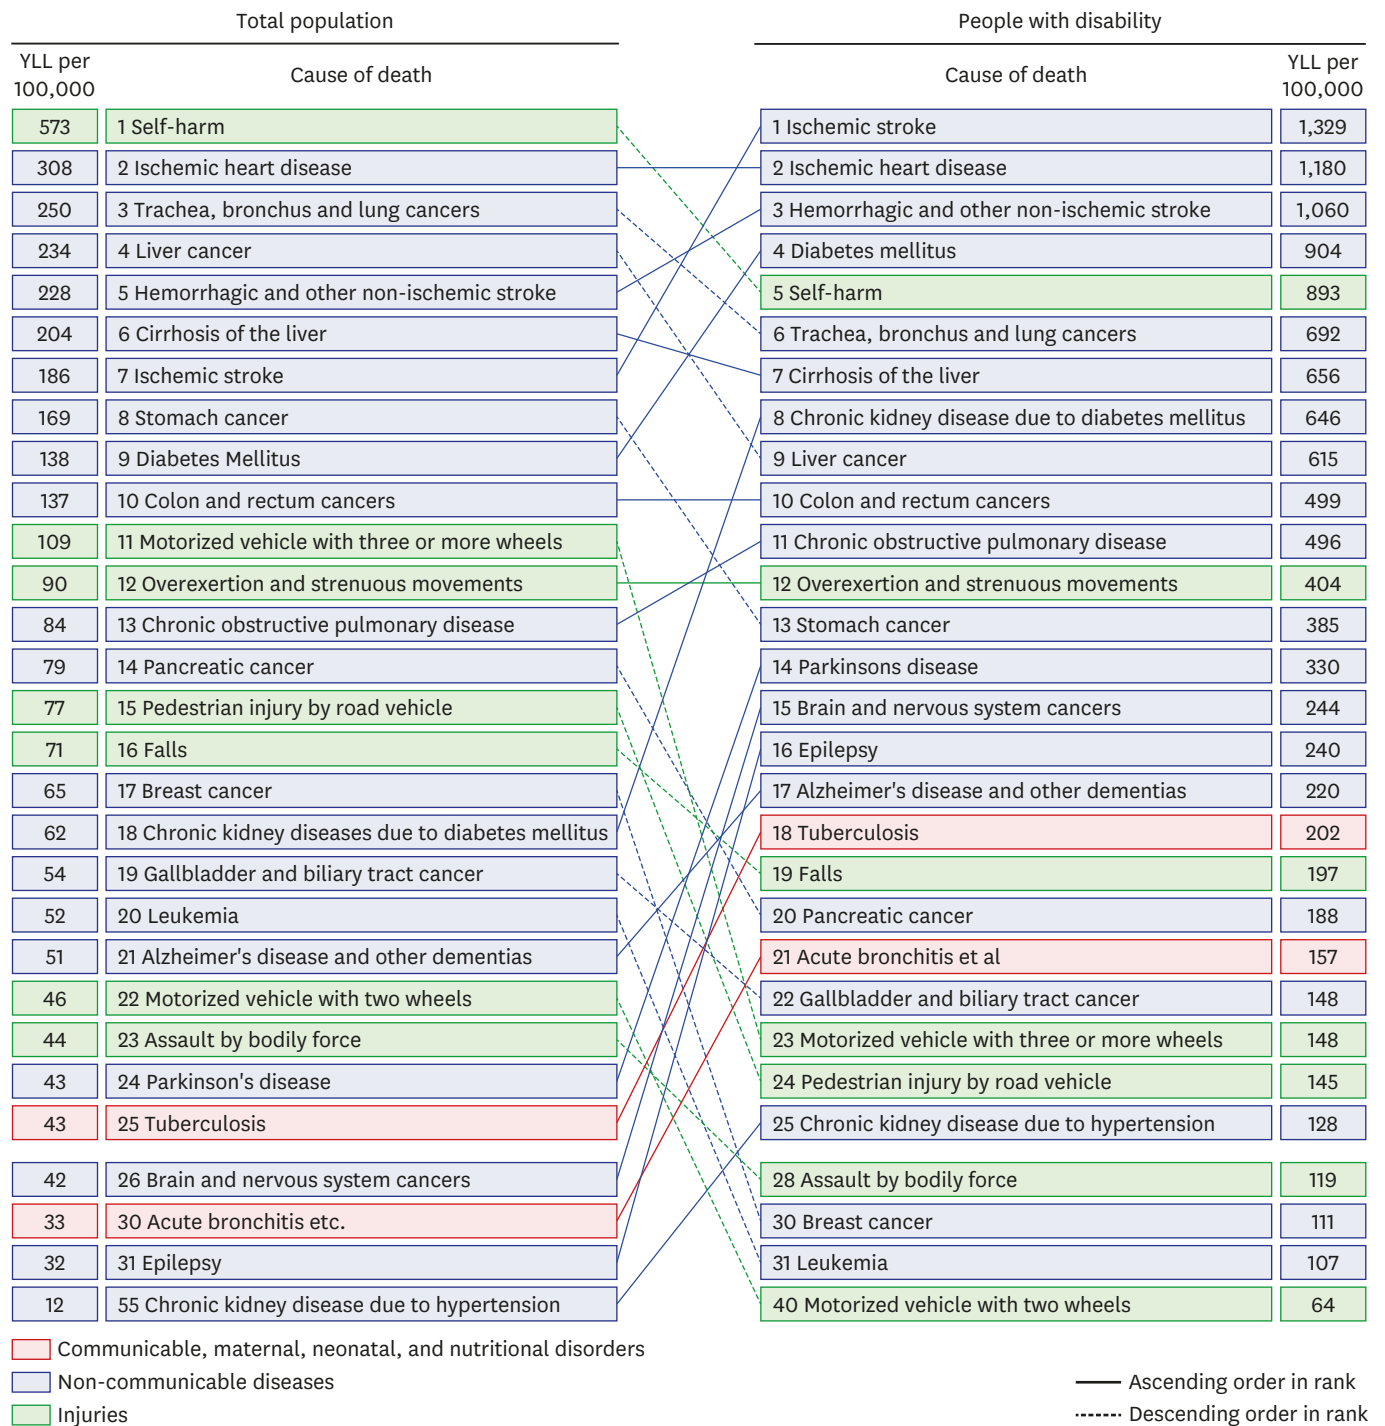 Total population People with disability
YLL per 100,000 Cause of death Cause of death YLL per 100,000
573 1 Self-harm 1 Ischemic stroke 1,329
308 2 Ischemic heart disease 2 Ischemic heart disease 1,180
250 3 Trachea, bronchus and lung cancers 3 Hemorrhagic and other non-ischemic stroke 1,060
234 4 Liver cancer 4 Diabetes mellitus 904
228 5 Hemorrhagic and other non-ischemic stroke 5 Self-harm 893
204 6 Cirrhosis of the liver 6 Trachea, bronchus and lung cancers 692
186 7 Ischemic stroke 7 Cirrhosis of the liver 656
169 8 Stomach cancer 8 Chronic kidney disease due to diabetes mellitus 646
138 9 Diabetes Mellitus 9 Liver cancer 615
137 10 Colon and rectum cancers 10 Colon and rectum cancers 499
109 11 Motorized vehicle with three or more wheels 11 Chronic obstructive pulmonary disease 496
90 12 Overexertion and strenuous movements 12 Overexertion and strenuous movements 404
84 13 Chronic obstructive pulmonary disease 13 Stomach cancer 385
79 14 Pancreatic cancer 14 Parkinsons disease 330
77 15 Pedestrian injury by road vehicle 15 Brain and nervous system cancers 244
71 16 Falls 16 Epilepsy 240
65 17 Breast cancer 17 Alzheimer's disease and other dementias 220
62 18 Chronic kidney diseases due to diabetes mellitus 18 Tuberculosis 202
54 19 Gallbladder and biliary tract cancer 19 Falls 197
52 20 Leukemia 20 Pancreatic cancer 188
51 21 Alzheimer's disease and other dementias 21 Acute bronchitis et al 157
46 22 Motorized vehicle with two wheels 22 Gallbladder and biliary tract cancer 148
44 23 Assault by bodily force 23 Motorized vehicle with three or more wheels 148
43 24 Parkinson's disease 24 Pedestrian injury by road vehicle 145
43 25 Tuberculosis 25 Chronic kidney disease due to hypertension 128
42 26 Brain and nervous system cancers 28 Assault by bodily force 119
33 30 Acute bronchitis etc. 30 Breast cancer 111
32 31 Epilepsy 31 Leukemia 107
12 55 Chronic kidney disease due to hypertension 40 Motorized vehicle with two wheels 64
Communicable, maternal, neonatal, and nutritional disorders
Non-communicable diseases Ascending order in rank
Injuries Descending order in rank